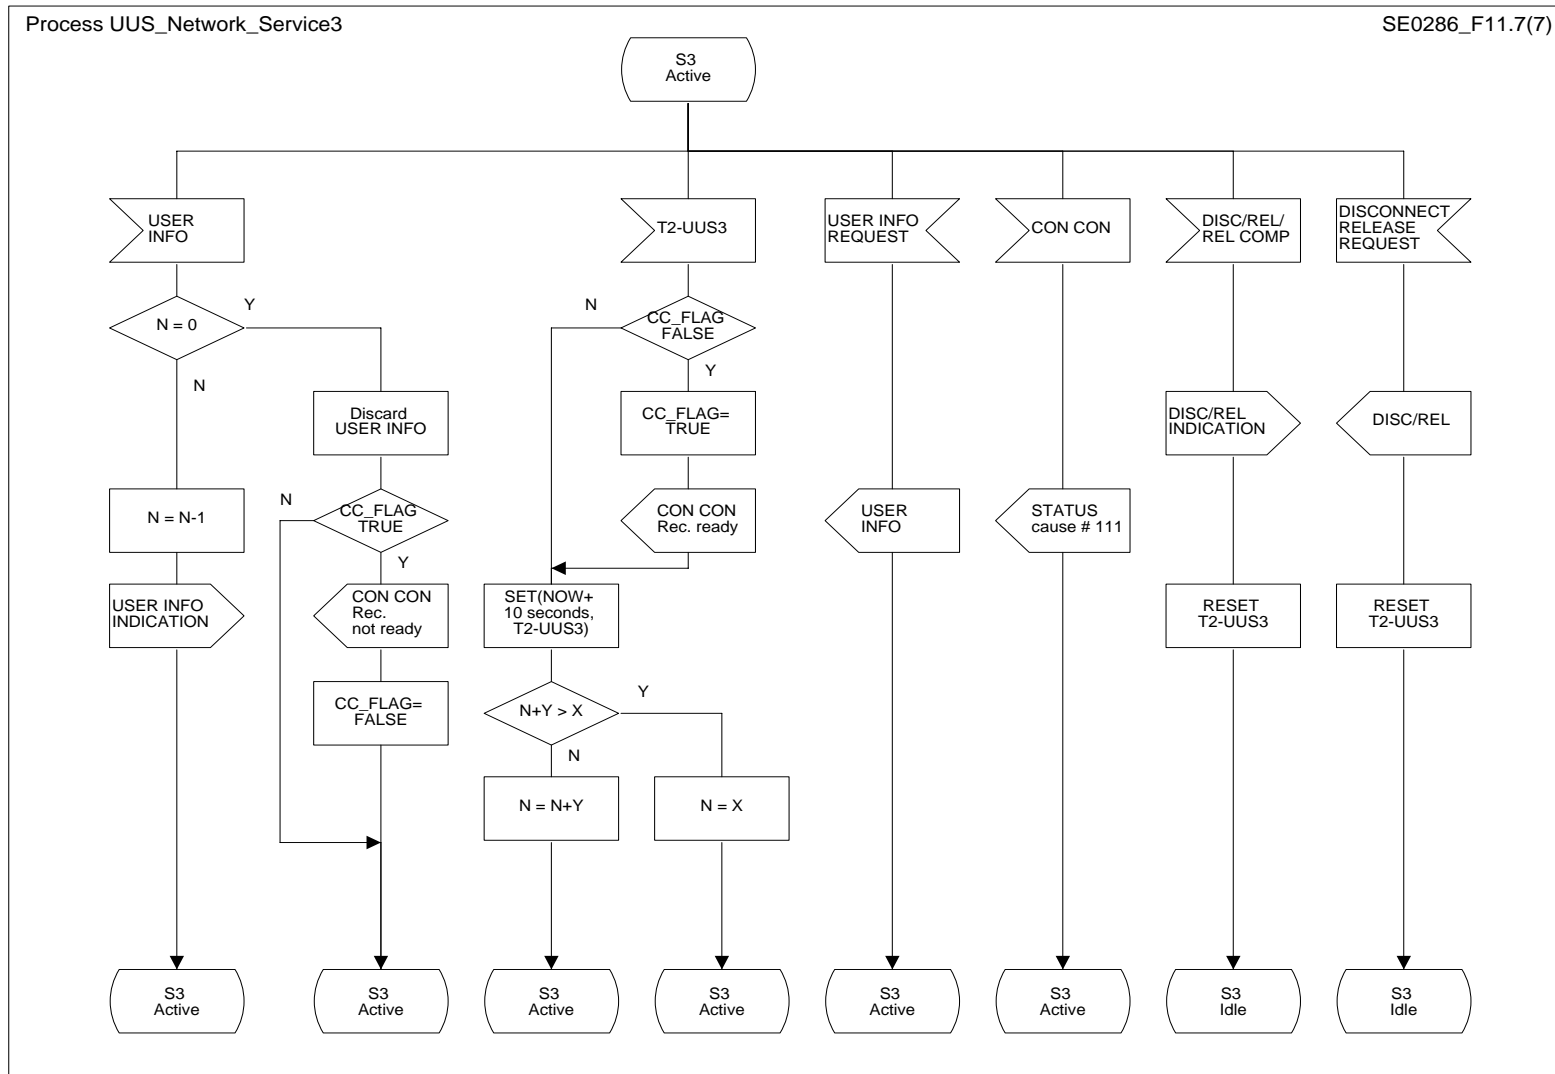 Process UUS_Network_Service3
SE0286_F11.7(7)
S3
Active
USER
INFO
T2-UUS3
USER INFO
REQUEST
CON CON
DISC/REL/
REL COMP
DISCONNECT
RELEASE
REQUEST
N = 0
Y
N
CC_FLAG
FALSE
N
Y
Discard
USER INFO
CC_FLAG=
TRUE
DISC/REL
INDICATION
DISC/REL
N = N-1
N
CC_FLAG
TRUE
Y
CON CON
Rec. ready
USER
INFO
STATUS
cause # 111
USER INFO
INDICATION
CON CON
Rec.
not ready
SET(NOW+
10 seconds,
T2-UUS3)
RESET
T2-UUS3
RESET
T2-UUS3
CC_FLAG=
FALSE
N+Y > X
Y
N
N = N+Y
N = X
S3
Active
S3
Active
S3
Active
S3
Active
S3
Active
S3
Active
S3
Idle
S3
Idle